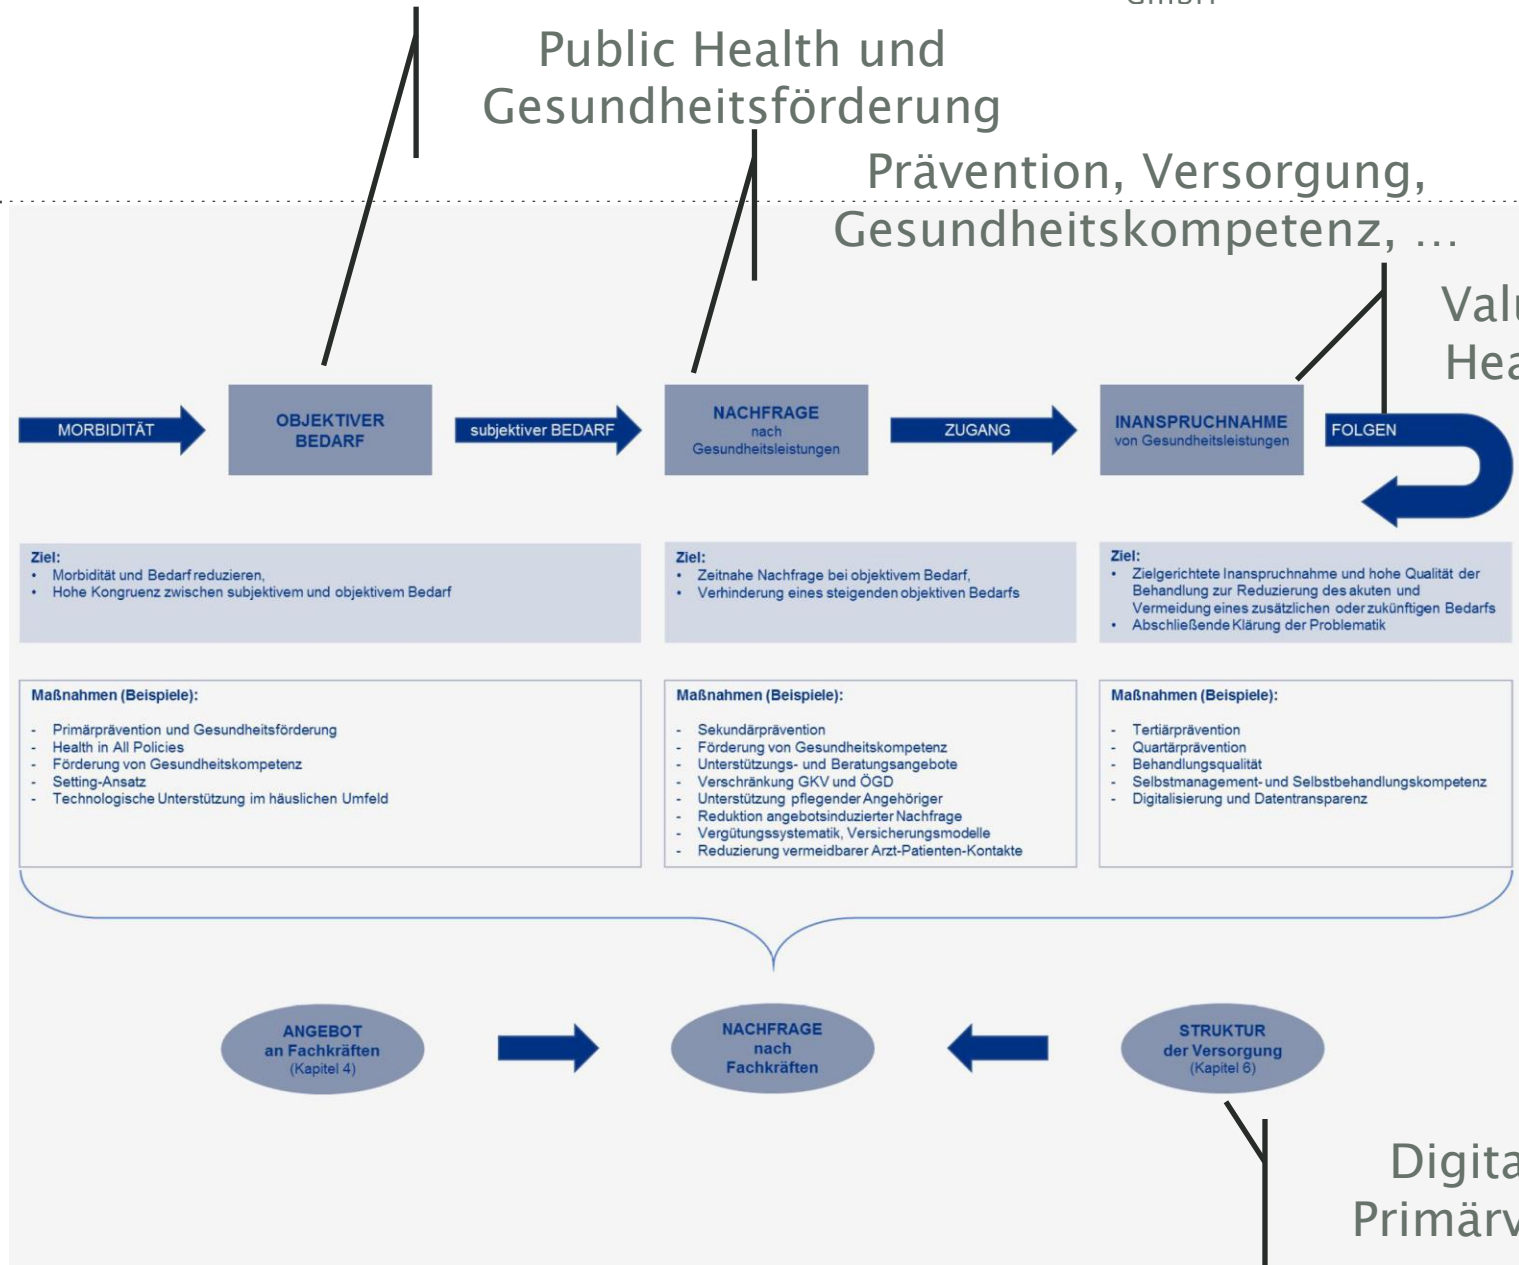 Public Health und
Gesundheitsförderung
Prävention, Versorgung,
Gesundheitskompetenz, …
MORBIDITÄT
OBJEKTIVER
BEDARF
subjektiver BEDARF
NACHFRAGE
nach
Gesundheitsleistungen
ZUGANG
INANSPRUCHNAHME
von Gesundheitsleistungen
FOLGEN
Ziel:
• Morbidität und Bedarf reduzieren,
• Hohe Kongruenz zwischen subjektivem und objektivem Bedarf
Ziel:
• Zeitnahe Nachfrage bei objektivem Bedarf,
• Verhinderung eines steigenden objektiven Bedarfs
Ziel:
• Zielgerichtete Inanspruchnahme und hohe Qualität der
Behandlung zur Reduzierung des akuten und
Vermeidung eines zusätzlichen oder zukünftigen Bedarfs
• Abschließende Klärung der Problematik
Maßnahmen (Beispiele):
- Primärprävention und Gesundheitsförderung
- Health in All Policies
- Förderung von Gesundheitskompetenz
- Setting-Ansatz
- Technologische Unterstützung im häuslichen Umfeld
Maßnahmen (Beispiele):
- Sekundärprävention
- Förderung von Gesundheitskompetenz
- Unterstützungs- und Beratungsangebote
- Verschränkung GKV und ÖGD
- Unterstützung pflegender Angehöriger
- Reduktion angebotsinduzierter Nachfrage
- Vergütungssystematik, Versicherungsmodelle
- Reduzierung vermeidbarer Arzt-Patienten-Kontakte
Maßnahmen (Beispiele):
- Tertiärprävention
- Quartärprävention
- Behandlungsqualität
- Selbstmanagement- und Selbstbehandlungskompetenz
- Digitalisierung und Datentransparenz
ANGEBOT
an Fachkräften
(Kapitel 4)
NACHFRAGE
nach
Fachkräften
STRUKTUR
der Versorgung
(Kapitel 6)